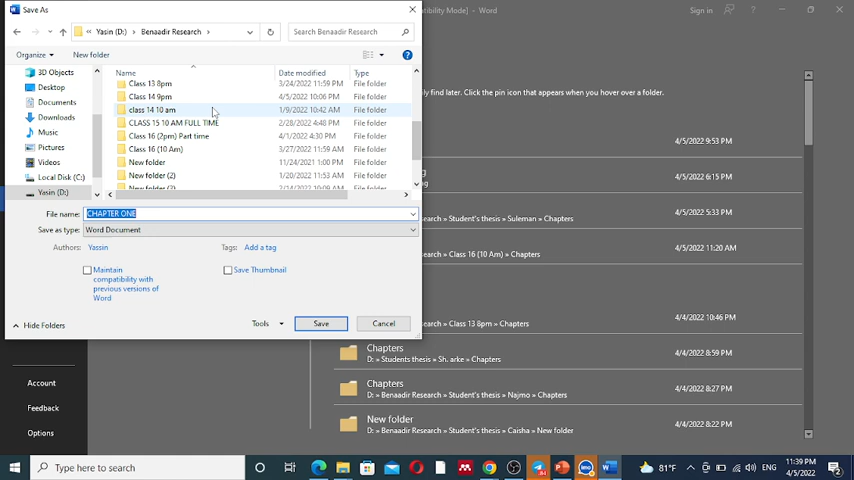 Save As
tibility Mode] - Word
Sign in
« Yasin (D:) › Benaadir Research ›
Search Benaadir Research
Organize
New folder
3D Objects
Desktop
Documents
Downloads
Music
Pictures
Videos
Local Disk (C:)
Yasin (D:)
Name
Date modified
Type
Class 13 8pm 3/24/2022 11:59 PM File folder
Class 14 9pm 4/5/2022 10:06 PM File folder
class 14 10 am 1/9/2022 10:42 AM File folder
CLASS 15 10 AM FULL TIME 2/28/2022 4:48 PM File folder
Class 16 (2pm) Part time 4/1/2022 4:30 PM File folder
Class 16 (10 Am) 3/27/2022 11:59 AM File folder
New folder 11/24/2021 1:00 PM File folder
New folder (2) 1/20/2022 11:53 AM File folder
New folder (3) 2/14/2022 10:09 AM File folder
File name: CHAPTER ONE
Save as type: Word Document
Authors: Yassin
Tags: Add a tag
Maintain
compatibility with
previous versions of
Word
Save Thumbnail
Hide Folders
Tools
Save
Cancel
ly find later. Click the pin icon that appears when you hover over a folder.
4/5/2022 9:53 PM
4/5/2022 6:15 PM
earch » Student's thesis » Suleman » Chapters
4/5/2022 5:33 PM
earch » Class 16 (10 Am) » Chapters
4/5/2022 11:20 AM
earch » Class 13 8pm » Chapters
4/4/2022 10:46 PM
Chapters
D: » Students thesis » Sh. arke » Chapters
4/4/2022 8:59 PM
Chapters
D: » Benaadir Research » Student's thesis » Najmo » Chapters
4/4/2022 8:27 PM
New folder
D: » Benaadir Research » Student's thesis » Caisha » New folder
4/4/2022 8:22 PM
Account
Feedback
Options
Type here to search
81°F
ENG
11:39 PM
4/5/2022